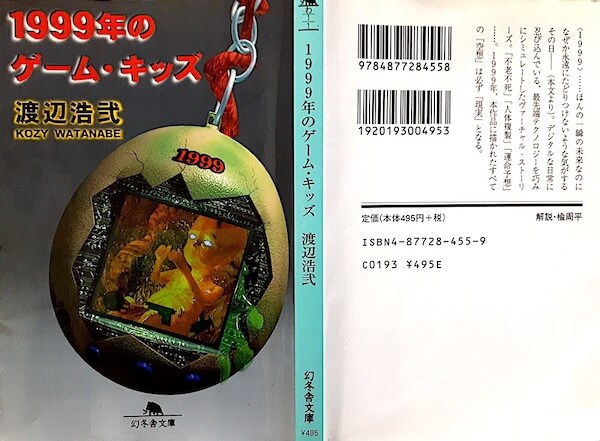 1999年の
ゲーム・キッズ
渡辺浩弐
KOZY WATANABE
1999
幻冬舎文庫
1999年のゲーム・キッズ 渡辺浩弐
幻冬舎文庫
¥495
〈1999〉……ほんの一瞬の未来なのに
なぜか永遠にたどりつけないような気がする
その日――(本文より)。デジタルな日常に
忍び込んでいる、最先端テクノロジーを巧み
にシミュレートしたヴァーチャル・ストーリ
ーズ。「不老不死」「人体複製」「運命予想」
……。1999年、本作品に描かれたすべて
の「空想」は必ず「現実」となる。
9784877284558
1920193004953
定価(本体495円+税)
解説・楡周平
ISBN4-87728-455-9
C0193 ¥495E